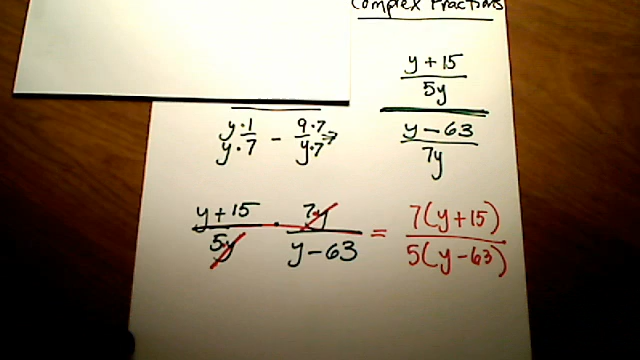 Complex Fractions
y + 15
5y
y · 1 - 9 · 7
y · 7 y · 7
y - 63
7y
y + 15 · 7y = 7(y + 15)
5y y - 63 5(y - 63)